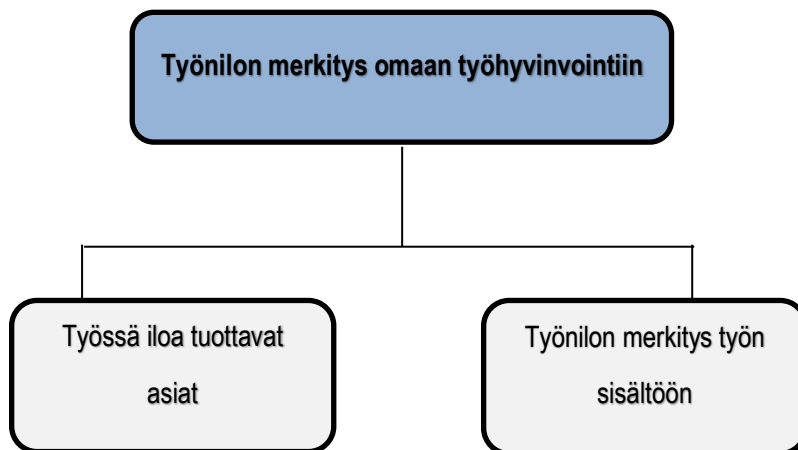 Työnilon merkitys omaan työhyvinvointiin
Työssä iloa tuottavat
asiat
Työnilon merkitys työn
sisältöön